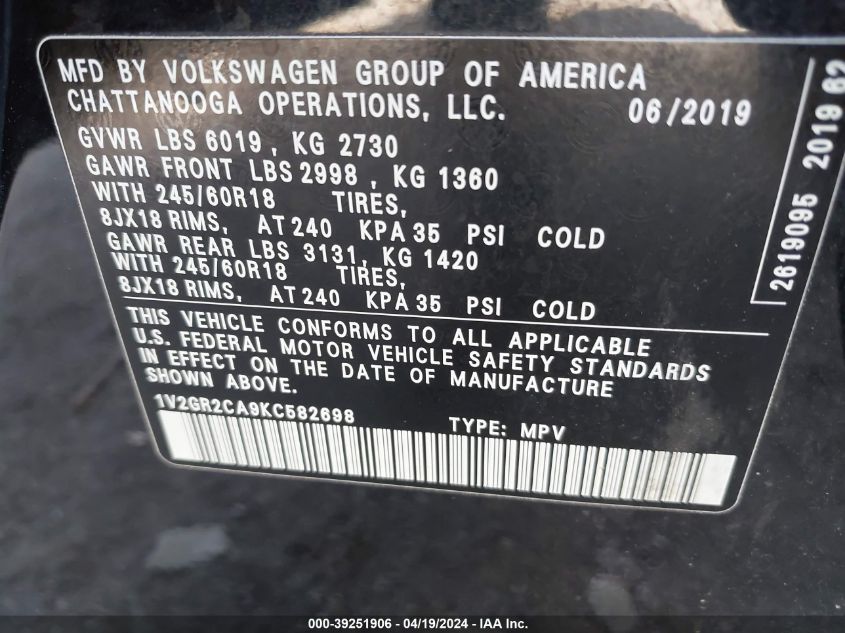 MFD BY VOLKSWAGEN GROUP OF AMERICA
CHATTANOOGA OPERATIONS, LLC. 06/2019
GVWR LBS 6019, KG 2730
GAWR FRONT LBS 2998, KG 1360
WITH 245/60R18 TIRES,
8JX18 RIMS, AT 240 KPA 35 PSI COLD
GAWR REAR LBS 3131, KG 1420
WITH 245/60R18 TIRES,
8JX18 RIMS, AT 240 KPA 35 PSI COLD
THIS VEHICLE CONFORMS TO ALL APPLICABLE
U.S. FEDERAL MOTOR VEHICLE SAFETY STANDARDS
IN EFFECT ON THE DATE OF MANUFACTURE
SHOWN ABOVE.
1V2GR2CA9KC582698 TYPE: MPV
2619095 2019 62
000-39251906 / 04/19/2024 - IAA Inc.